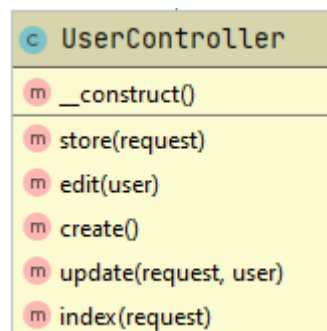 c UserController
m __construct()
m store(request)
m edit(user)
m create()
m update(request, user)
m index(request)